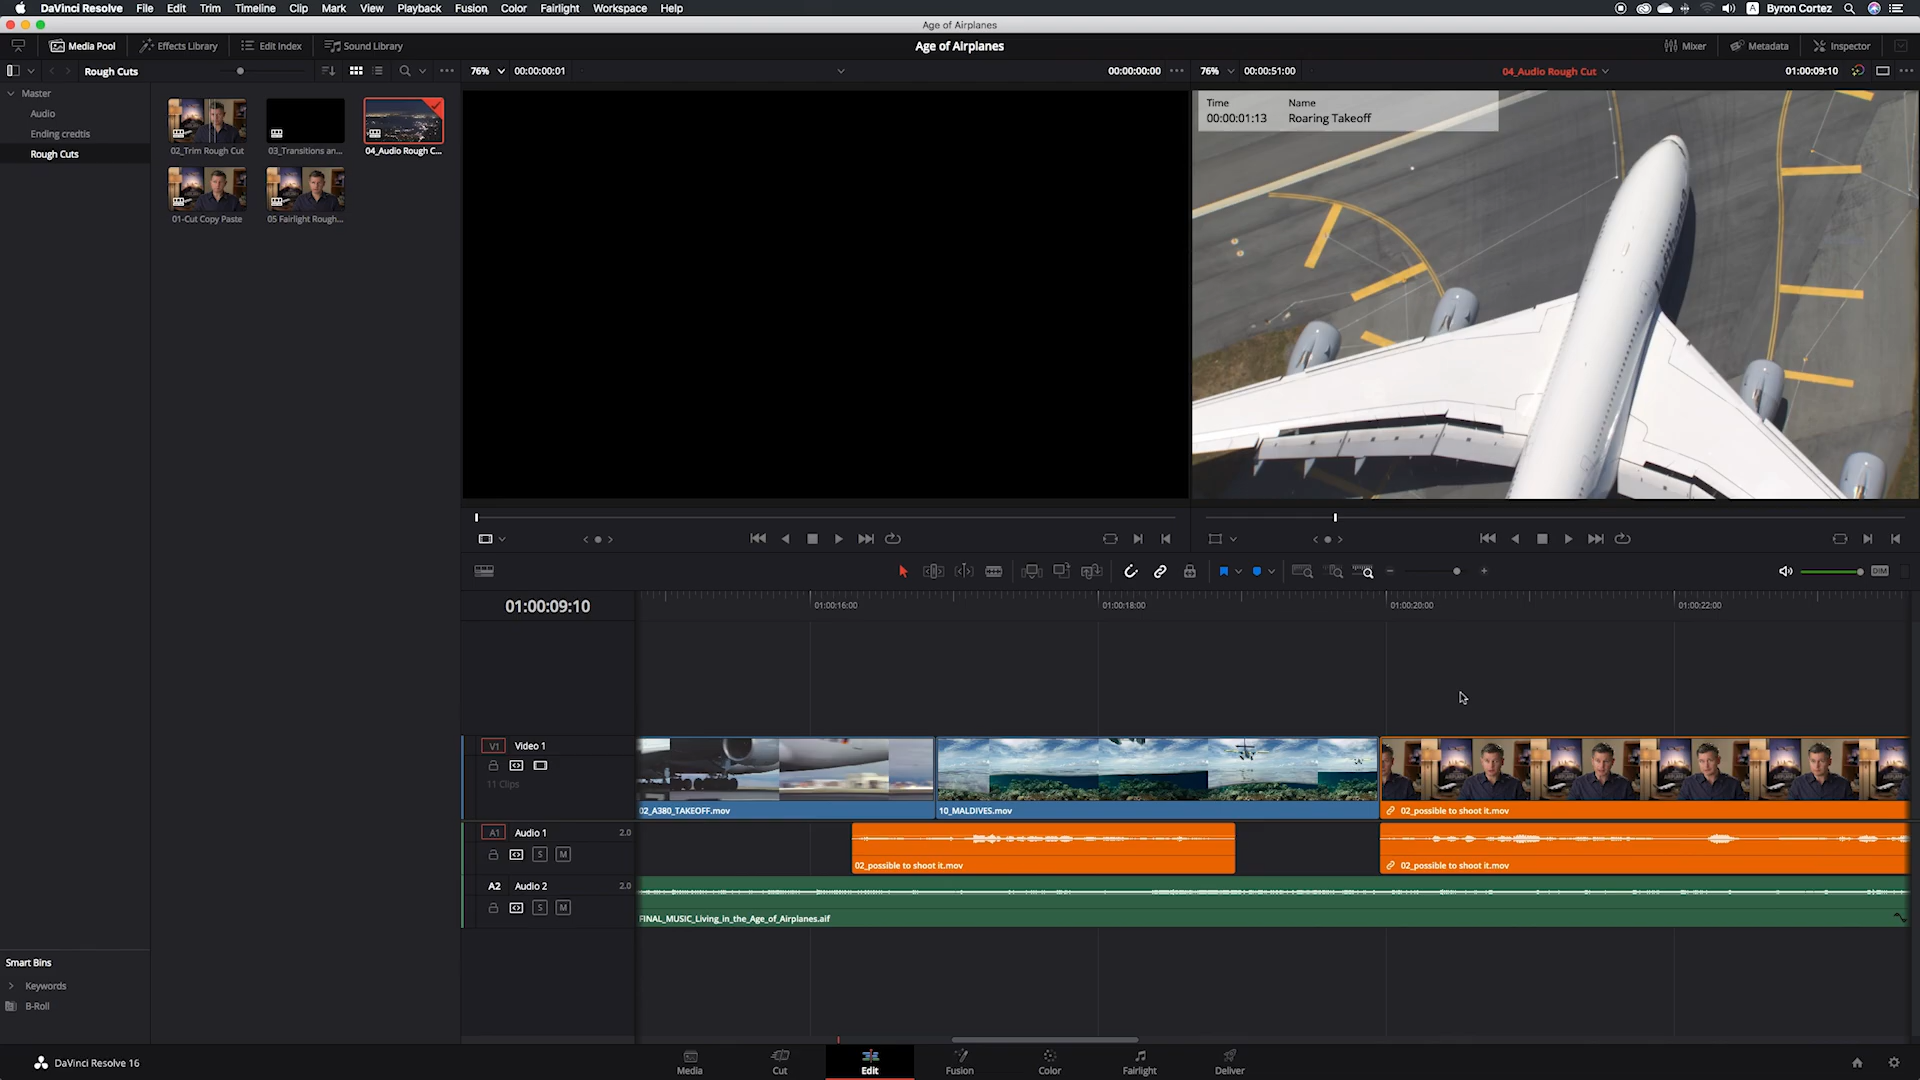 DaVinci Resolve File Edit Trim Timeline Clip Mark View Playback Fusion Color Fairlight Workspace Help
A Byron Cortez
Age of Airplanes
Media Pool Effects Library Edit Index Sound Library
Age of Airplanes
Mixer Metadata Inspector
Rough Cuts
76% 00:00:00:01 00:00:00:00
76% 00:00:51:00 04_Audio Rough Cut 01:00:09:10
Master
Audio
Ending credtis
Rough Cuts
02_Trim Rough Cut 03_Transitions an... 04_Audio Rough C...
01-Cut Copy Paste 05 Fairlight Rough...
Time Name
00:00:01:13 Roaring Takeoff
DIM
01:00:09:10
01:00:16:00 01:00:18:00 01:00:20:00 01:00:22:00
V1 Video 1
11 Clips
02_A380_TAKEOFF.mov 10_MALDIVES.mov 02_possible to shoot it.mov
A1 Audio 1 2.0
S M
02_possible to shoot it.mov 02_possible to shoot it.mov
A2 Audio 2 2.0
S M
FINAL_MUSIC_Living_in_the_Age_of_Airplanes.aif
Smart Bins
Keywords
B-Roll
DaVinci Resolve 16
Media Cut Edit Fusion Color Fairlight Deliver